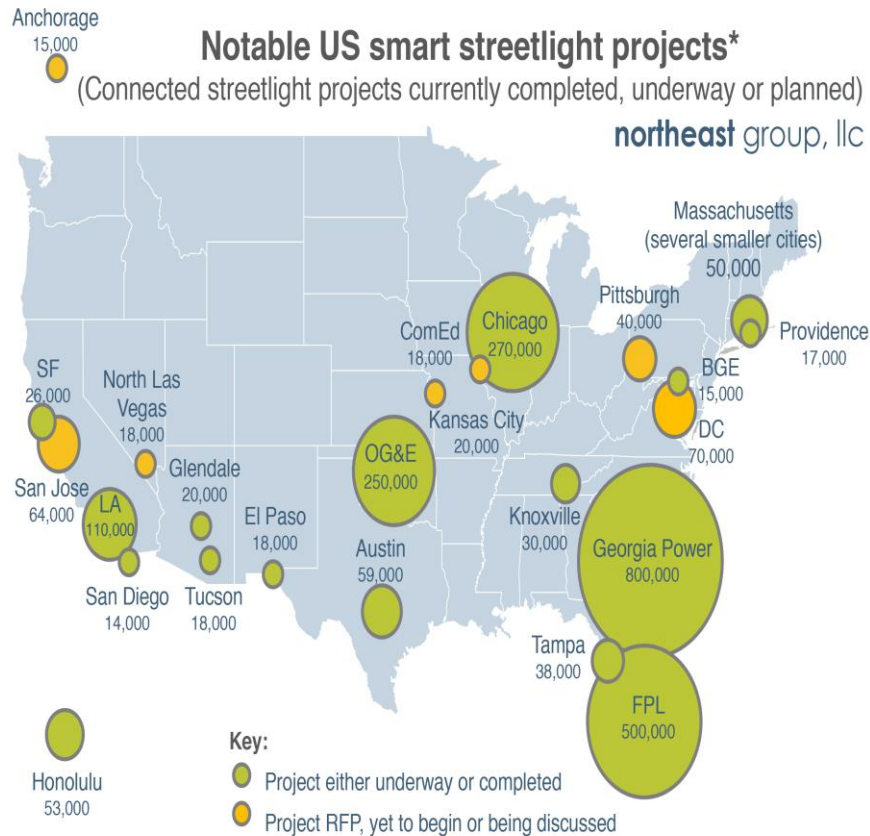 Anchorage
15,000
Notable US smart streetlight projects*
(Connected streetlight projects currently completed, underway or planned)
northeast group, llc
Massachusetts
(several smaller cities)
50,000
Pittsburgh
40,000
ComEd
18,000
Chicago
270,000
Providence
17,000
BGE
15,000
SF
26,000
North Las
Vegas
18,000
Kansas City
20,000
DC
70,000
Glendale
20,000
OG&E
250,000
San Jose
64,000
LA
110,000
El Paso
18,000
Knoxville
30,000
Georgia Power
800,000
Austin
59,000
San Diego
14,000
Tucson
18,000
Tampa
38,000
FPL
500,000
Honolulu
53,000
Key:
Project either underway or completed
Project RFP, yet to begin or being discussed